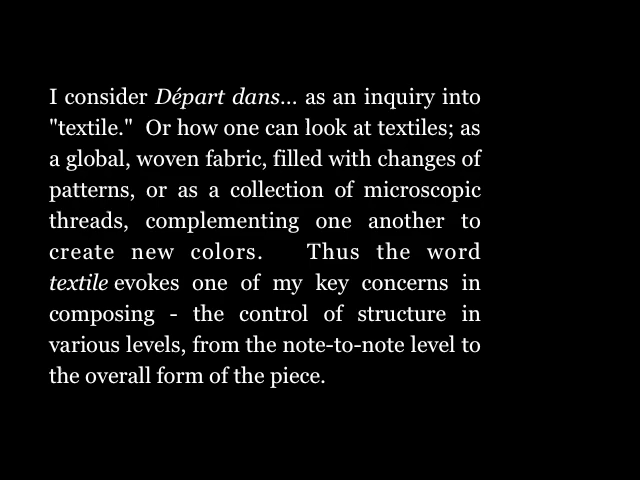 I consider Départ dans... as an inquiry into
"textile."  Or how one can look at textiles; as
a global, woven fabric, filled with changes of
patterns, or as a collection of microscopic
threads, complementing one another to
create new colors.  Thus the word
textile evokes one of my key concerns in
composing - the control of structure in
various levels, from the note-to-note level to
the overall form of the piece.